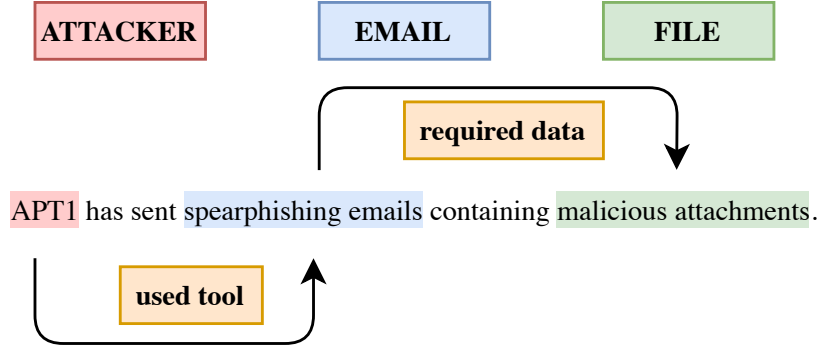 ATTACKER EMAIL FILE
required data
APT1 has sent spearphishing emails containing malicious attachments.
used tool